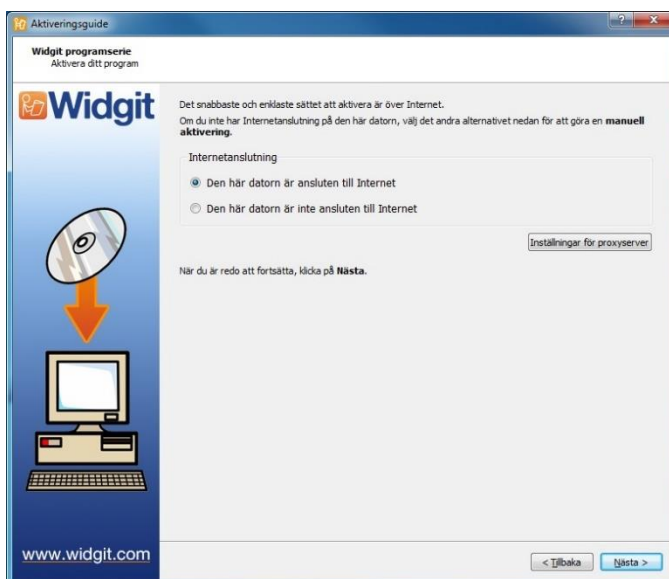 Aktiveringsguide
Widgit programserie
Aktivera ditt program
Widgit
Det snabbaste och enklaste sättet att aktivera är över Internet.
Om du inte har Internetanslutning på den här datorn, välj det andra alternativet nedan för att göra en manuell
aktivering.
Internetanslutning
Den här datorn är ansluten till Internet
Den här datorn är inte ansluten till Internet
Inställningar för proxyserver
När du är redo att fortsätta, klicka på Nästa.
www.widgit.com
< Tilbaka
Nästa >